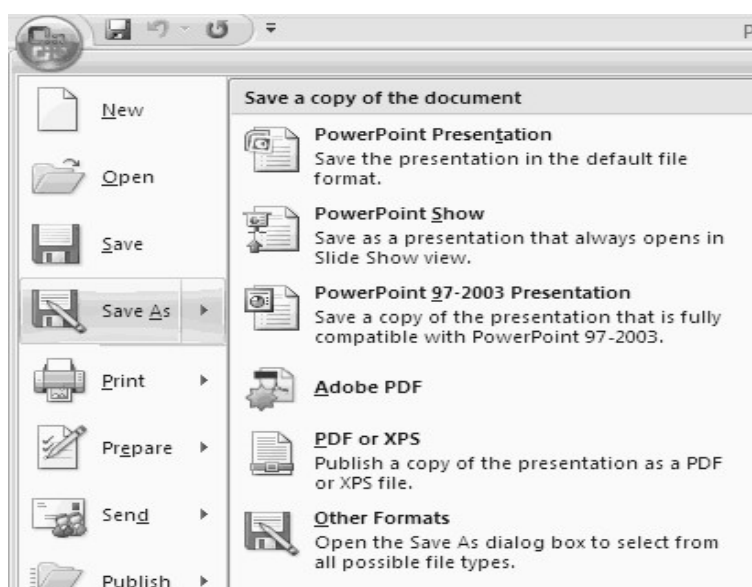 P
New
Open
Save
Save As
Print
Prepare
Send
Publish
Save a copy of the document
PowerPoint Presentation
Save the presentation in the default file
format.
PowerPoint Show
Save as a presentation that always opens in
Slide Show view.
PowerPoint 97-2003 Presentation
Save a copy of the presentation that is fully
compatible with PowerPoint 97-2003.
Adobe PDF
PDF or XPS
Publish a copy of the presentation as a PDF
or XPS file.
Other Formats
Open the Save As dialog box to select from
all possible file types.